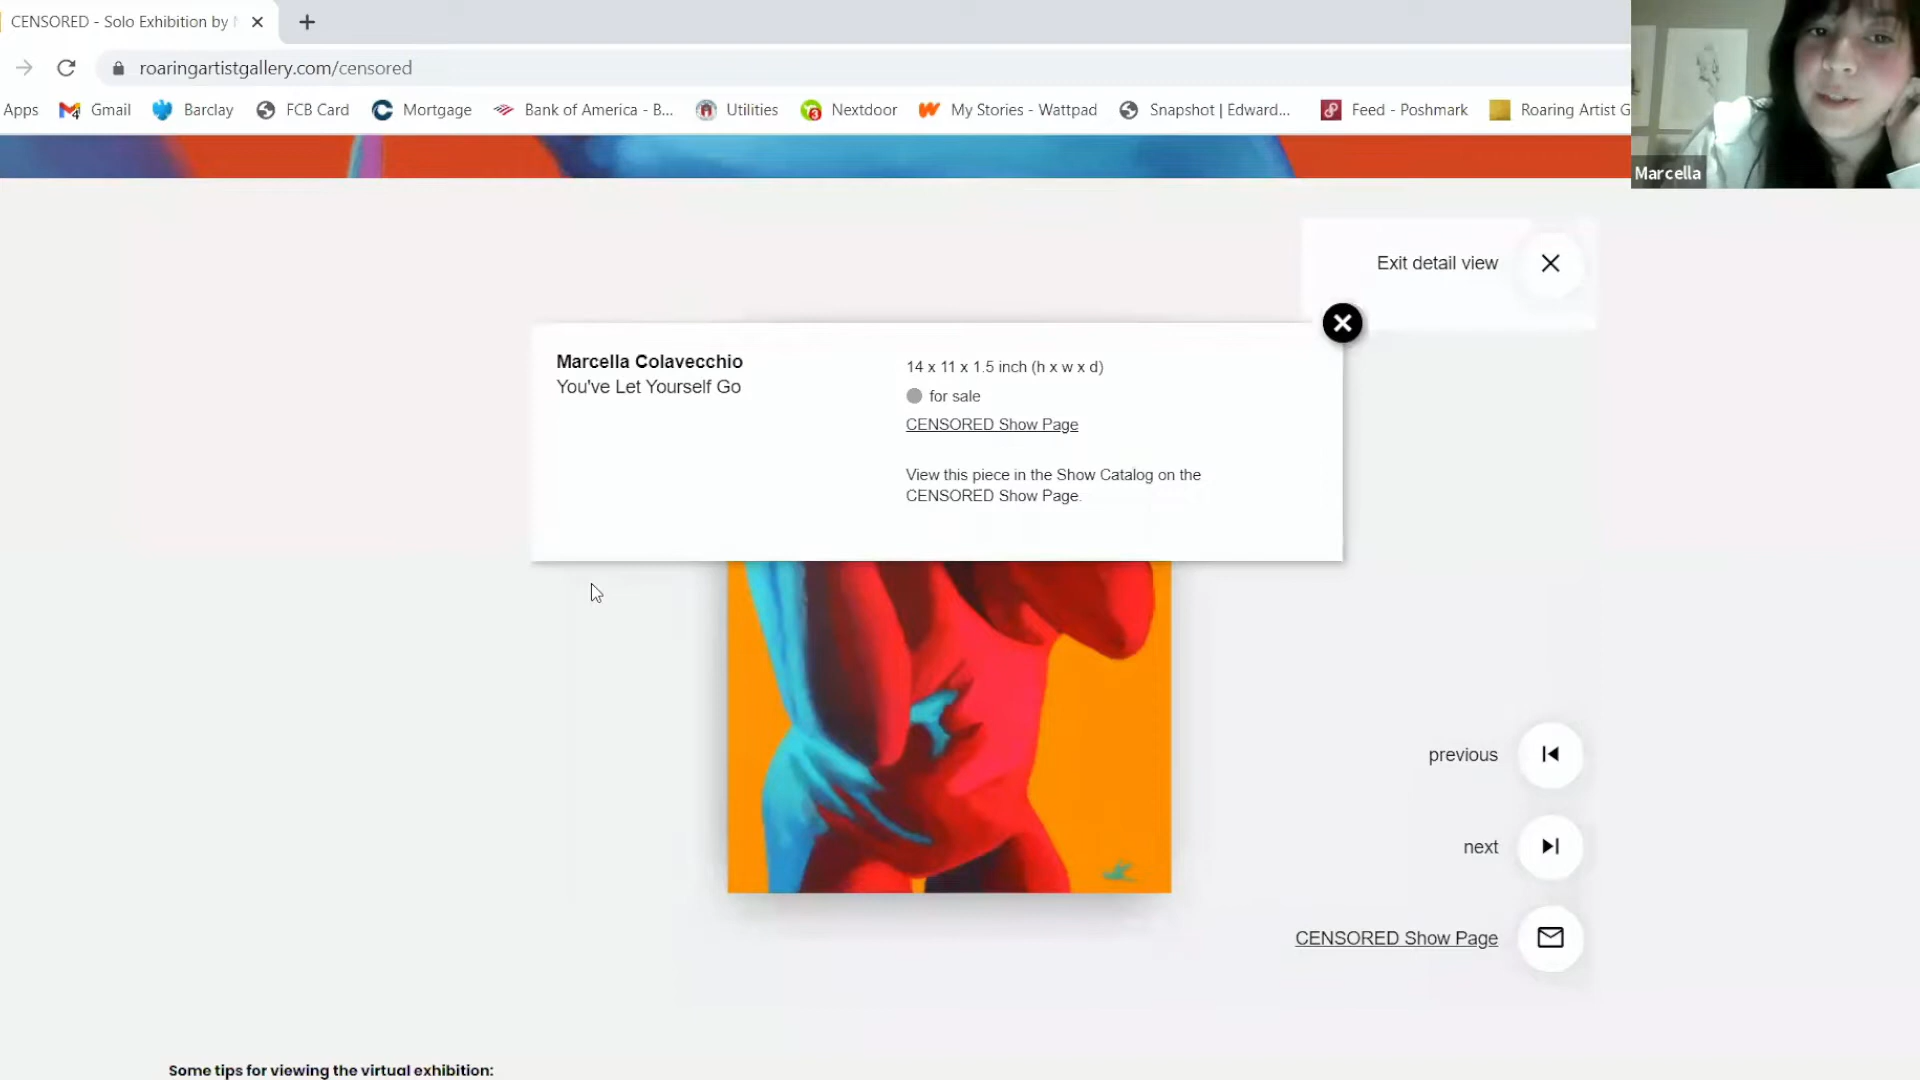 CENSORED - Solo Exhibition by
roaringartistgallery.com/censored
Apps Gmail Barclay FCB Card Mortgage Bank of America - B... Utilities Nextdoor My Stories - Wattpad Snapshot | Edward... Feed - Poshmark Roaring Artist G
Marcella
Exit detail view
Marcella Colavecchio
You've Let Yourself Go
14 x 11 x 1.5 inch (h x w x d)
for sale
CENSORED Show Page
View this piece in the Show Catalog on the
CENSORED Show Page.
previous
next
CENSORED Show Page
Some tips for viewing the virtual exhibition: